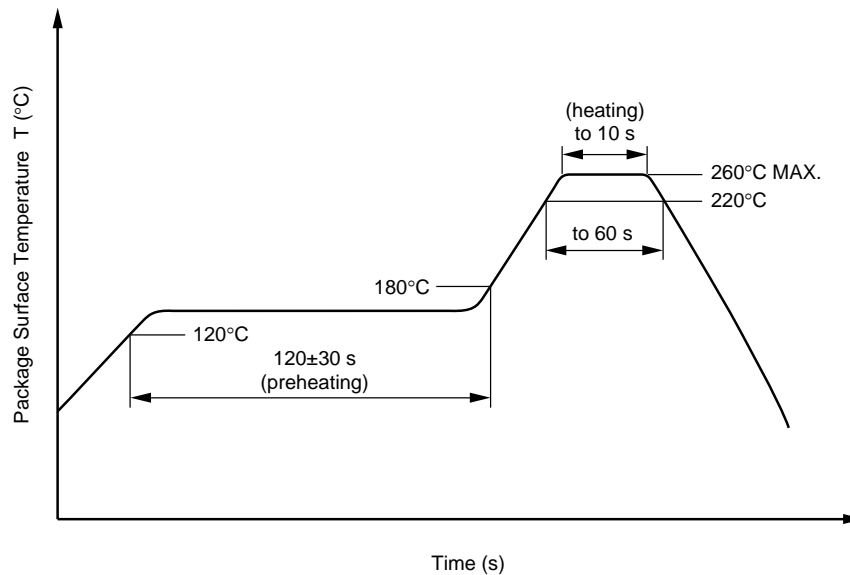 Package Surface Temperature T (°C)
(heating)
to 10 s
260°C MAX.
220°C
to 60 s
180°C
120°C
120±30 s
(preheating)
Time (s)